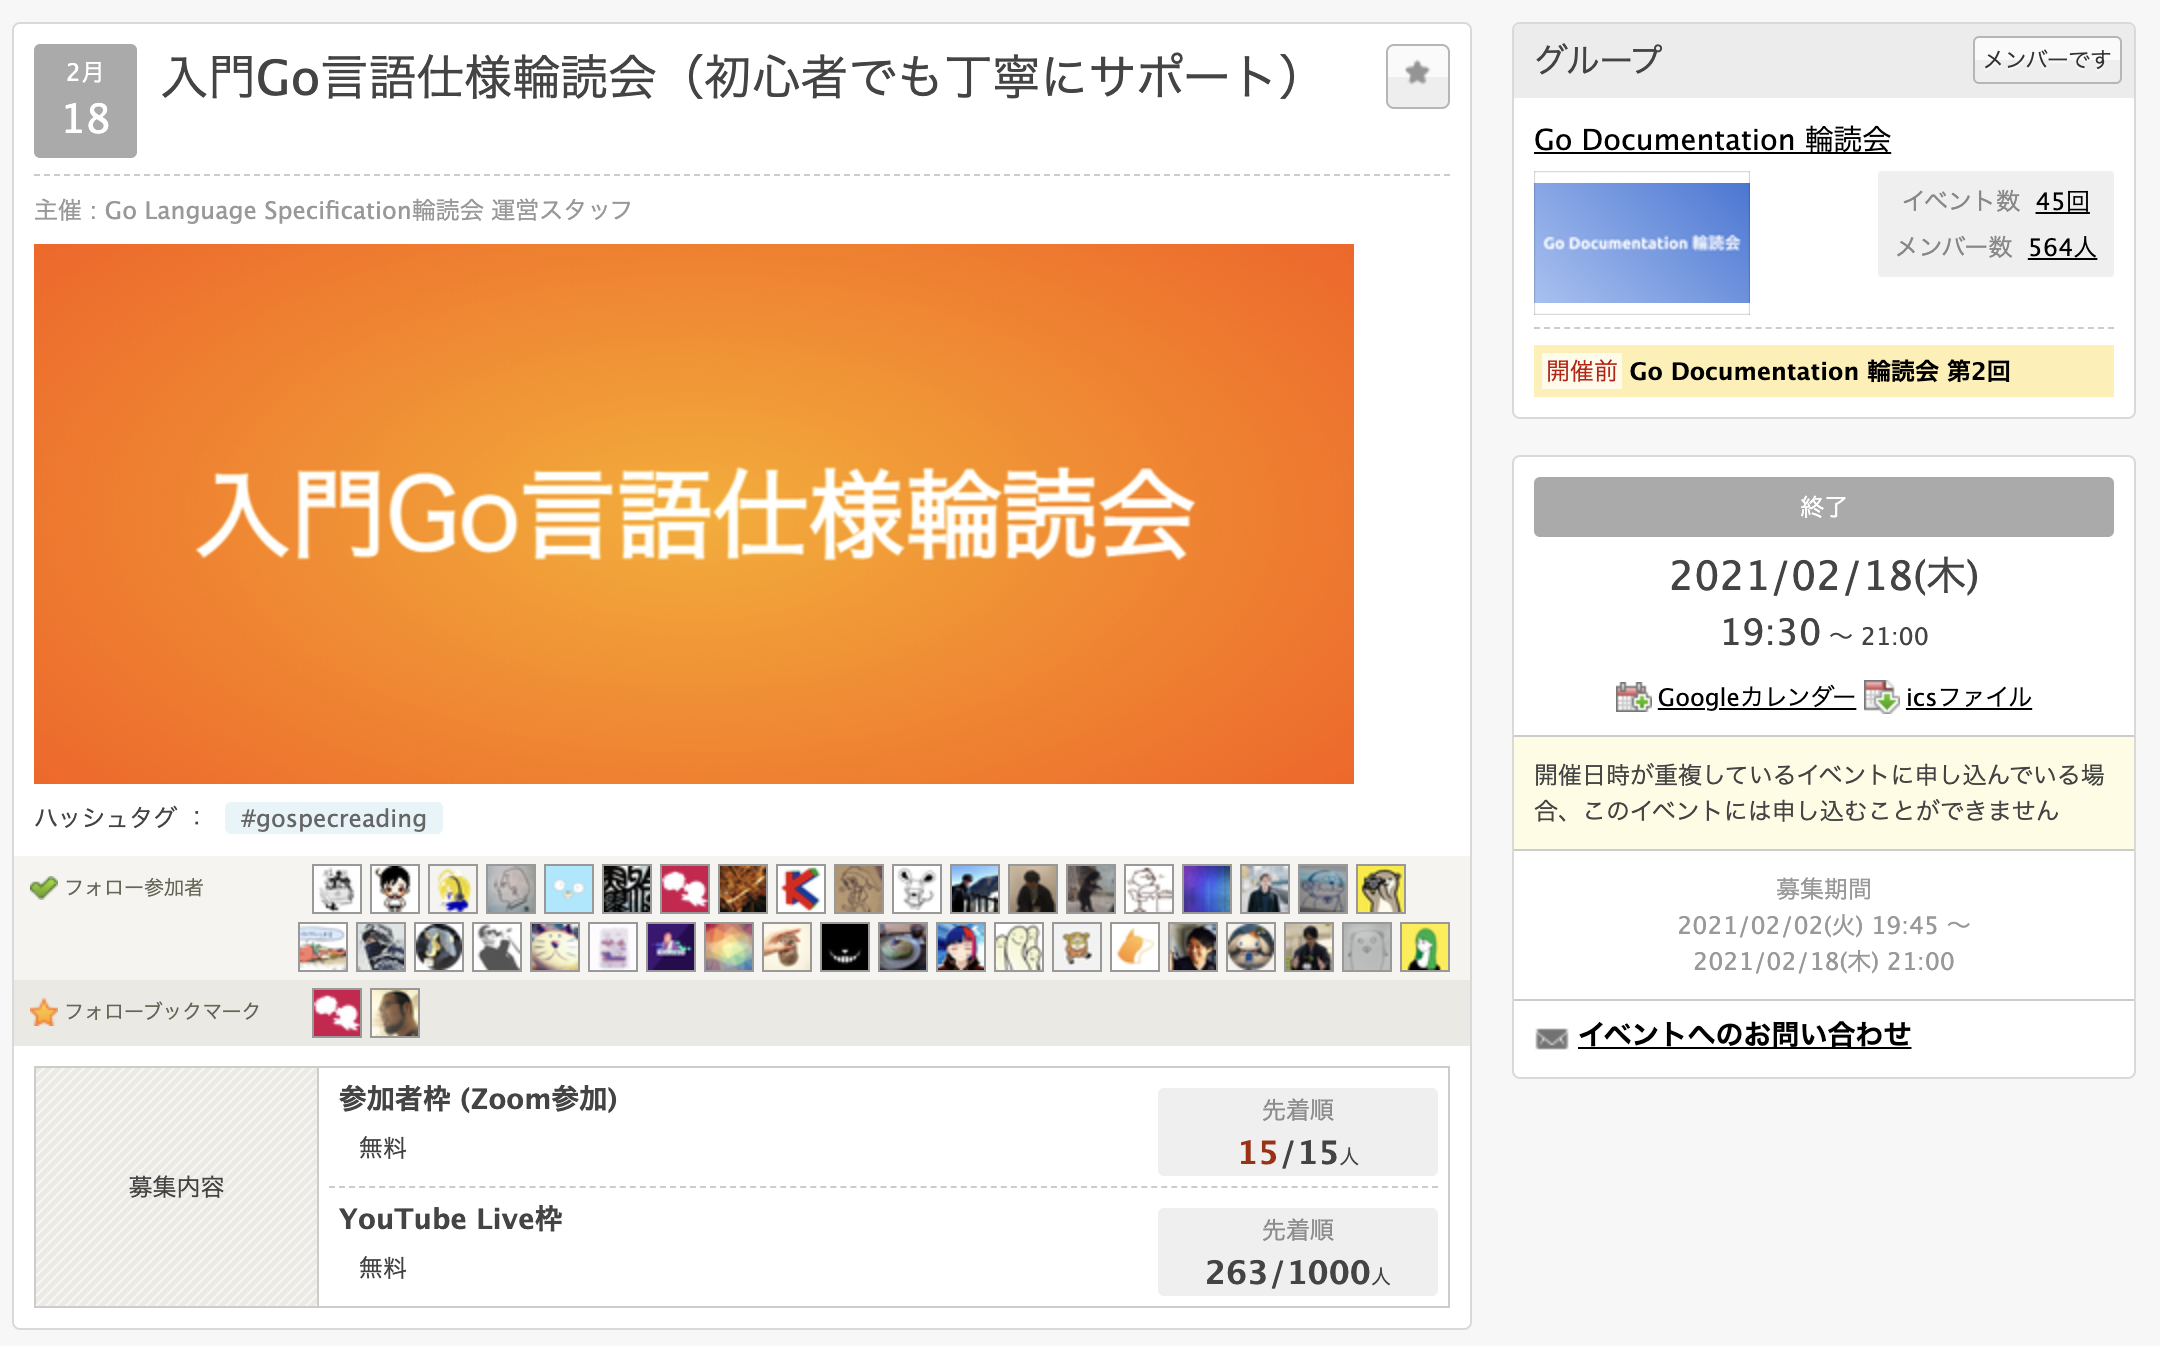 2月
18
入門Go言語仕様輪読会（初心者でも丁寧にサポート）
主催 : Go Language Specification輪読会 運営スタッフ
入門Go言語仕様輪読会
ハッシュタグ ： #gospecreading
フォロー参加者
フォローブックマーク
募集内容
参加者枠 (Zoom参加)
無料
先着順
15/15人
YouTube Live枠
無料
先着順
263/1000人
グループ
メンバーです
Go Documentation 輪読会
Go Documentation 輪読会
イベント数 45回
メンバー数 564人
開催前 Go Documentation 輪読会 第2回
終了
2021/02/18(木)
19:30 ～ 21:00
Googleカレンダー icsファイル
開催日時が重複しているイベントに申し込んでいる場
合、このイベントには申し込むことができません
募集期間
2021/02/02(火) 19:45 ～
2021/02/18(木) 21:00
イベントへのお問い合わせ